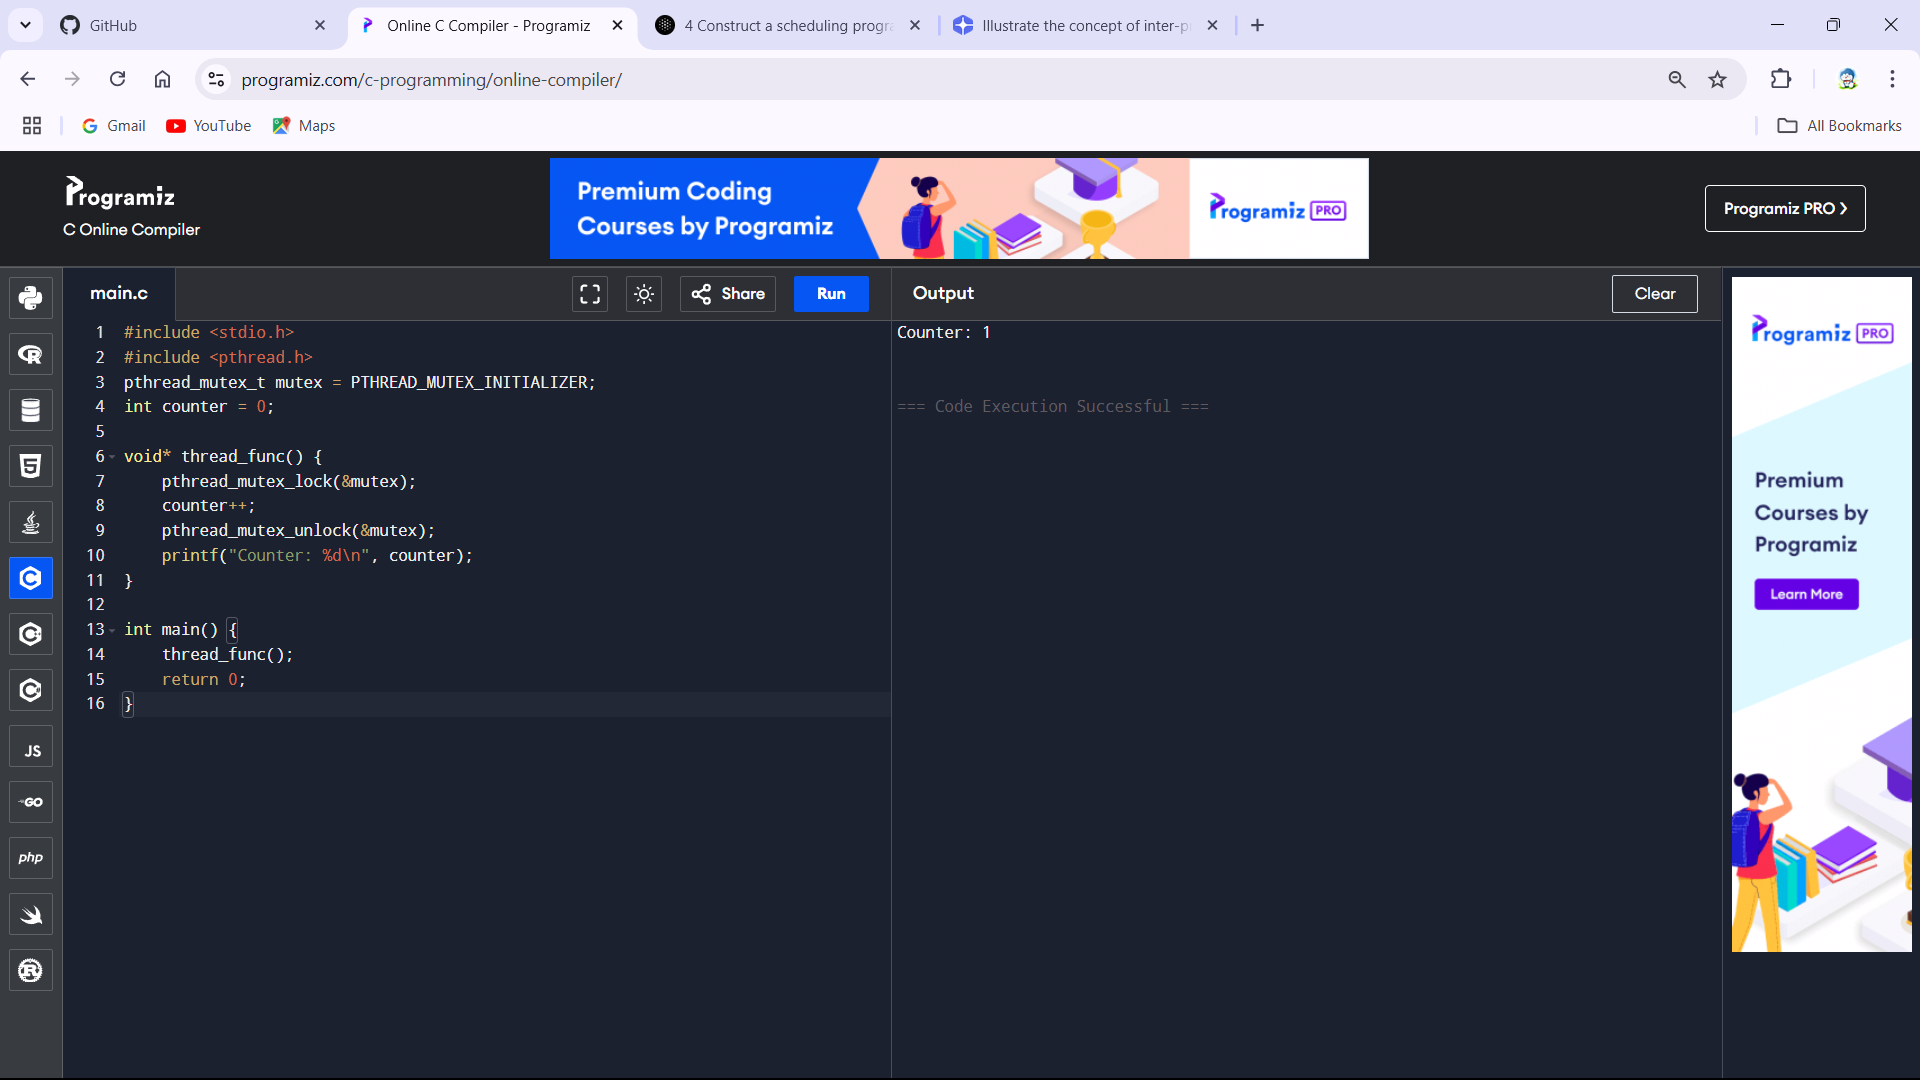 GitHub
Online C Compiler - Programiz
4 Construct a scheduling progra
Illustrate the concept of inter-p
programiz.com/c-programming/online-compiler/
Gmail
YouTube
Maps
All Bookmarks
Programiz
C Online Compiler
Premium Coding
Courses by Programiz
Programiz PRO
Programiz PRO ❯
main.c
Share
Run
Output
Clear
1 #include <stdio.h>
2 #include <pthread.h>
3 pthread_mutex_t mutex = PTHREAD_MUTEX_INITIALIZER;
4 int counter = 0;
5
6 void* thread_func() {
7     pthread_mutex_lock(&mutex);
8     counter++;
9     pthread_mutex_unlock(&mutex);
10     printf("Counter: %d\n", counter);
11 }
12
13 int main() {
14     thread_func();
15     return 0;
16 }
Counter: 1
=== Code Execution Successful ===
JS
GO
php
Programiz PRO
Premium
Courses by
Programiz
Learn More